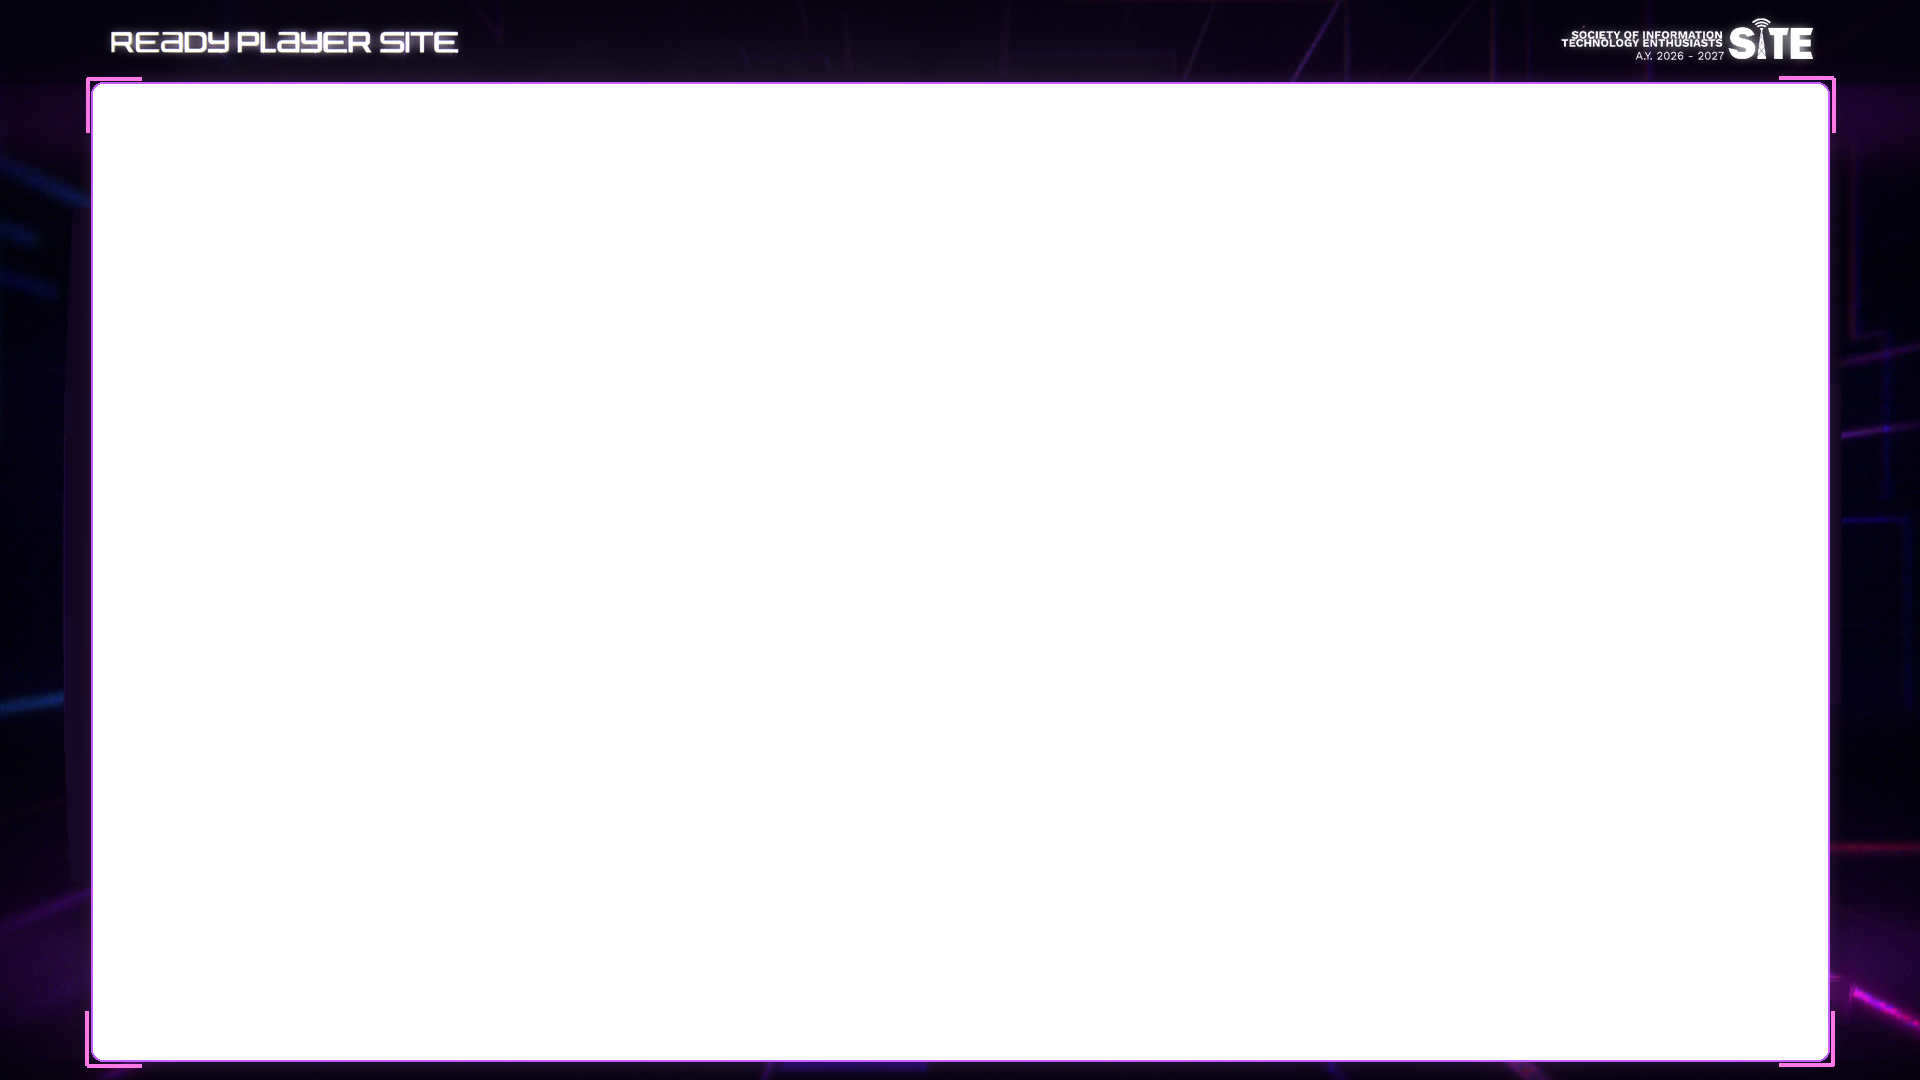 READY PLAYER SITE
SOCIETY OF INFORMATION
TECHNOLOGY ENTHUSIASTS
A.Y. 2026 - 2027
SITE